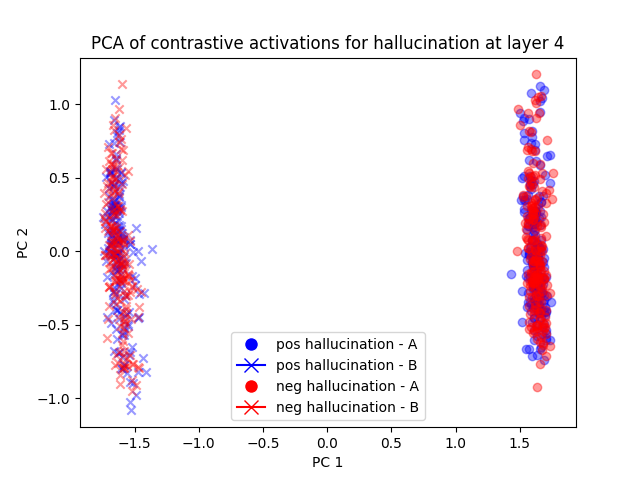 PCA of contrastive activations for hallucination at layer 4
PC 2
1.0
0.5
0.0
−0.5
−1.0
pos hallucination - A
pos hallucination - B
neg hallucination - A
neg hallucination - B
−1.5 −1.0 −0.5 0.0 0.5 1.0 1.5
PC 1